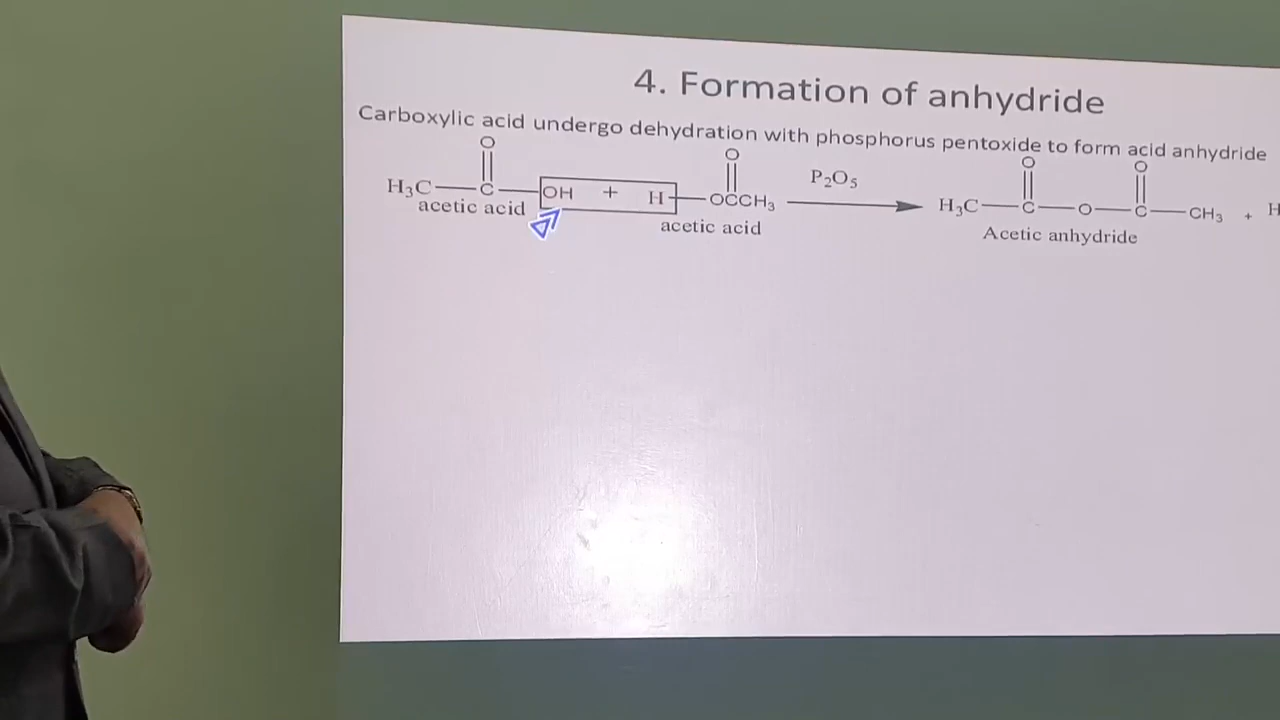 4. Formation of anhydride
Carboxylic acid undergo dehydration with phosphorus pentoxide to form acid anhydride
O O O O
H₃C C OH + H OCCH₃ P₂O₅ H₃C C O C CH₃ + H
acetic acid acetic acid Acetic anhydride